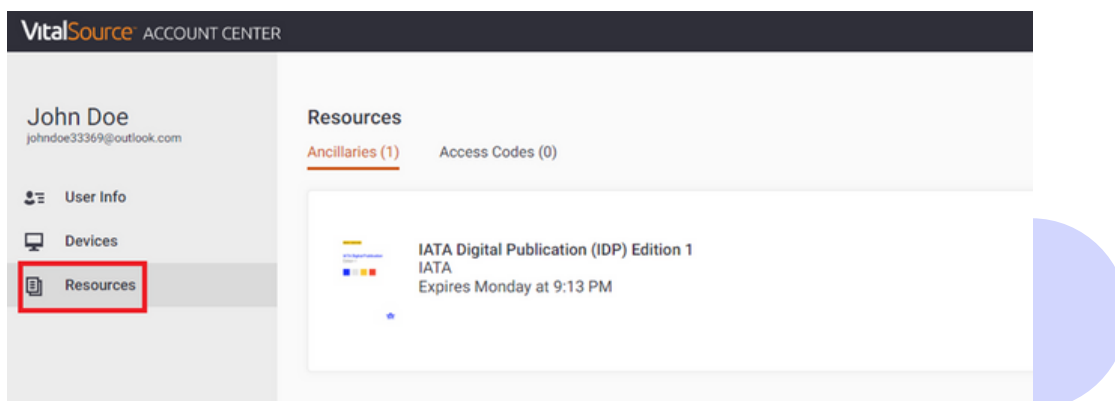 VitalSource ACCOUNT CENTER
John Doe
johndoe33369@outlook.com
User Info
Devices
Resources
Resources
Ancillaries (1) Access Codes (0)
IATA Digital Publication (IDP) Edition 1
IATA
Expires Monday at 9:13 PM